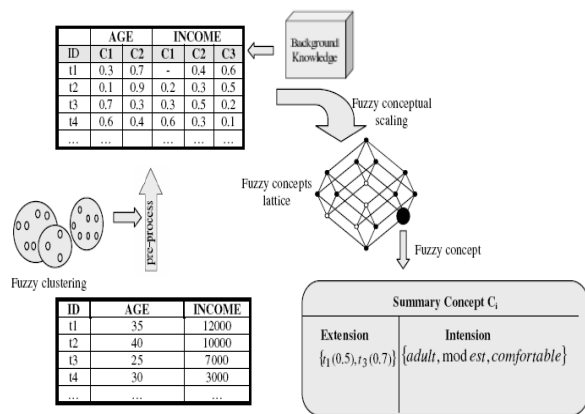 AGE INCOME
ID C1 C2 C1 C2 C3
t1 0.3 0.7 - 0.4 0.6
t2 0.1 0.9 0.2 0.3 0.5
t3 0.7 0.3 0.3 0.5 0.2
t4 0.6 0.4 0.6 0.3 0.1
... ... ... ...
Background
Knowledge
Fuzzy conceptual
scaling
Fuzzy concepts
lattice
Fuzzy concept
pre-process
Fuzzy clustering
ID AGE INCOME
t1 35 12000
t2 40 10000
t3 25 7000
t4 30 3000
... ... ...
Summary Concept Ci
Extension Intension
{t1(0.5), t3(0.7)} {adult, mod est, comfortable}